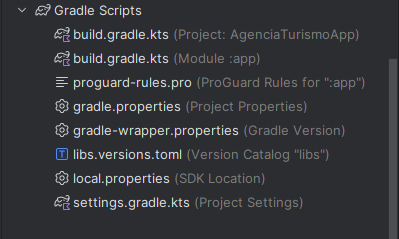 Gradle Scripts
build.gradle.kts (Project: AgenciaTurismoApp)
build.gradle.kts (Module :app)
proguard-rules.pro (ProGuard Rules for ":app")
gradle.properties (Project Properties)
gradle-wrapper.properties (Gradle Version)
libs.versions.toml (Version Catalog "libs")
local.properties (SDK Location)
settings.gradle.kts (Project Settings)